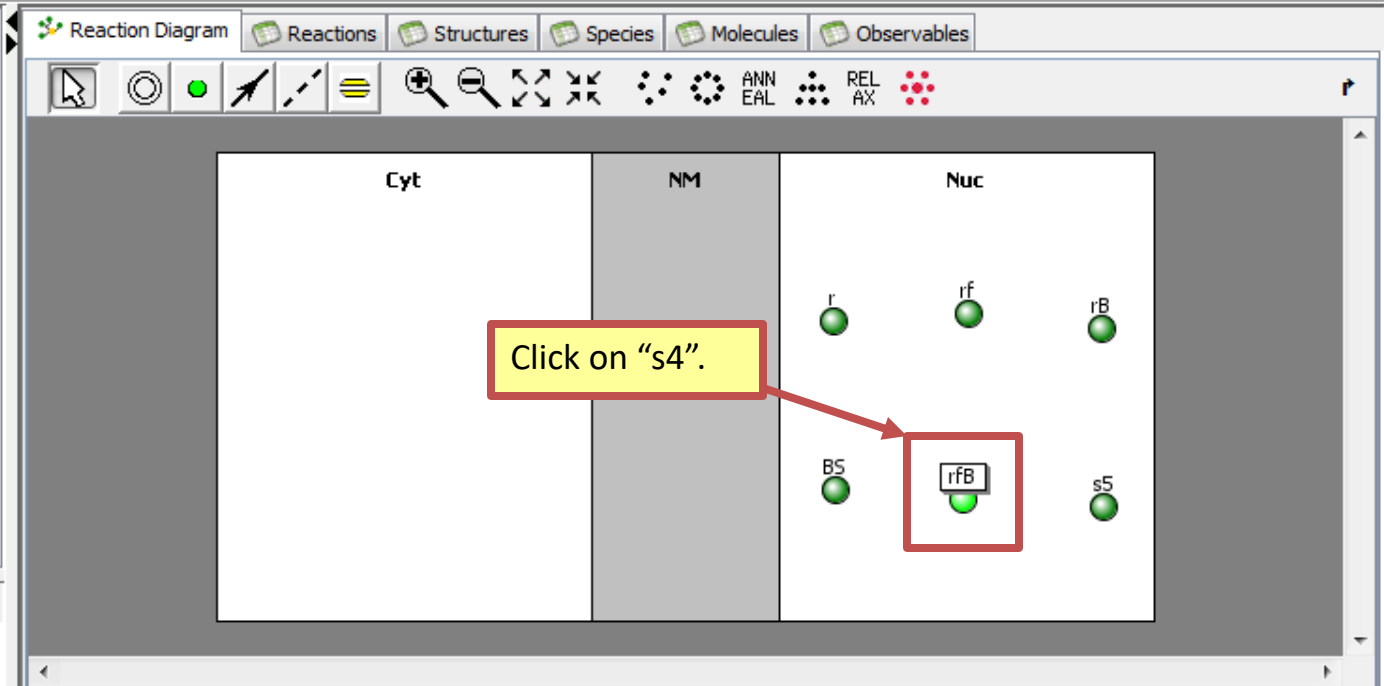 Reaction Diagram Reactions Structures Species Molecules Observables
ANN EAL REL AX
Cyt NM Nuc
r rf rB
Click on “s4”.
BS rfB s5